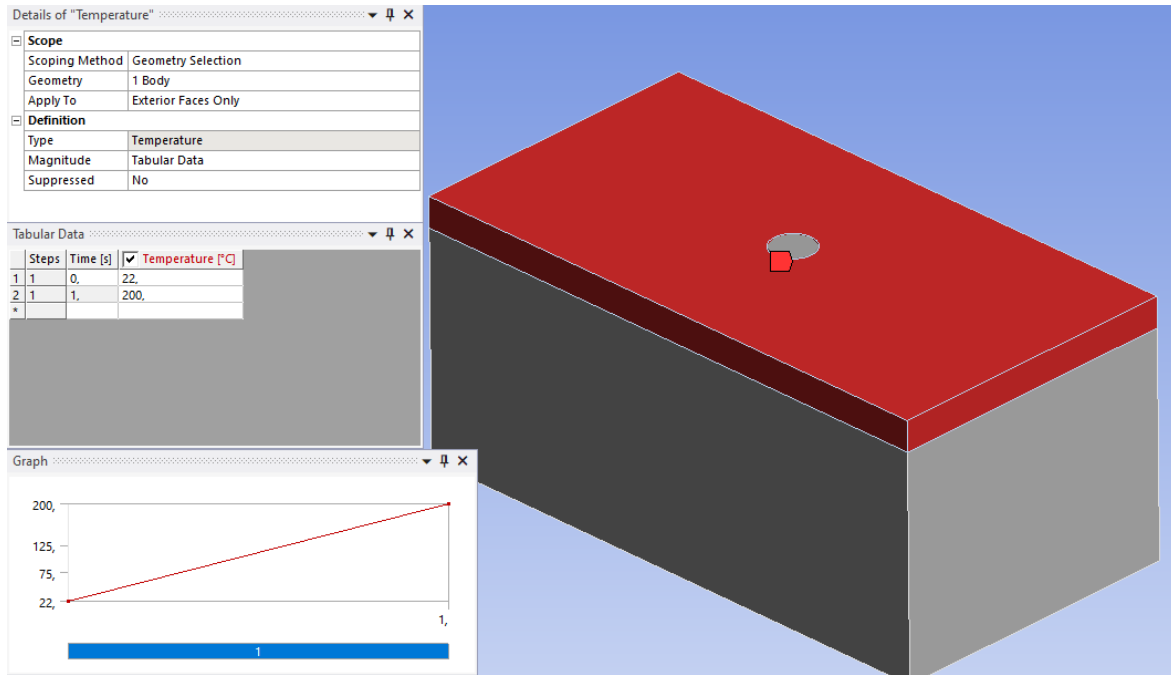 Details of "Temperature"
Scope
Scoping Method Geometry Selection
Geometry 1 Body
Apply To Exterior Faces Only
Definition
Type Temperature
Magnitude Tabular Data
Suppressed No
Tabular Data
Steps Time [s] Temperature [°C]
1 1 0, 22,
2 1 1, 200,
*
Graph
200,
125,
75,
22,
1,
1